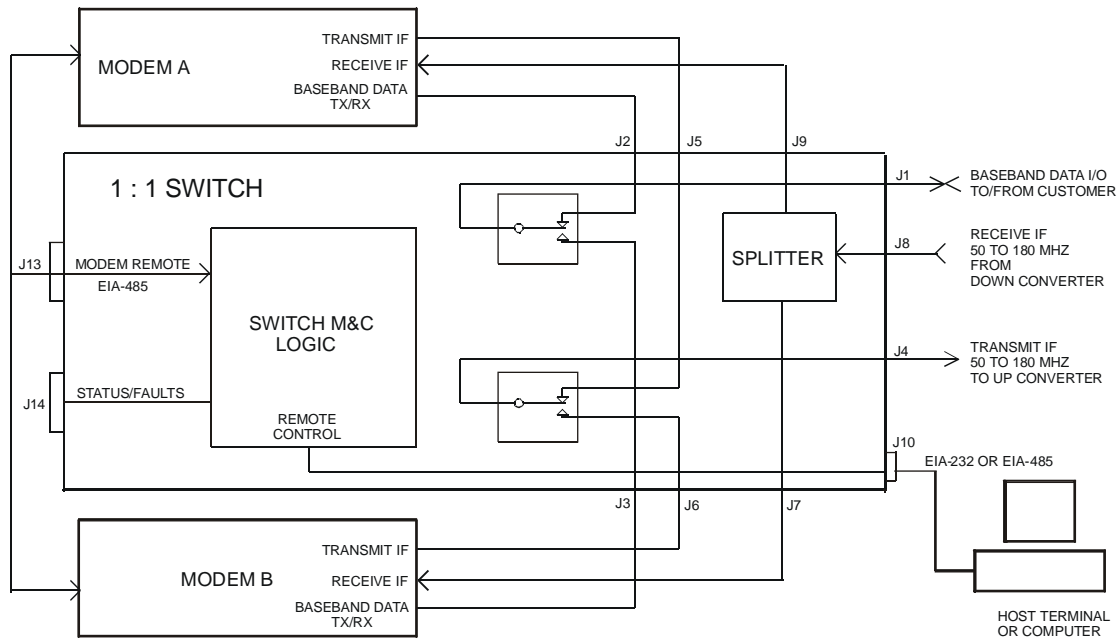 TRANSMIT IF
MODEM A
RECEIVE IF
BASEBAND DATA
TX/RX
J2
J5
J9
1 : 1 SWITCH
J1
BASEBAND DATA I/O
TO/FROM CUSTOMER
J13
MODEM REMOTE
EIA-485
SPLITTER
J8
RECEIVE IF
50 TO 180 MHZ
FROM
DOWN CONVERTER
SWITCH M&C
LOGIC
J4
TRANSMIT IF
50 TO 180 MHZ
TO UP CONVERTER
J14
STATUS/FAULTS
REMOTE
CONTROL
J10
EIA-232 OR EIA-485
J3
J6
J7
TRANSMIT IF
MODEM B
RECEIVE IF
BASEBAND DATA
TX/RX
HOST TERMINAL
OR COMPUTER